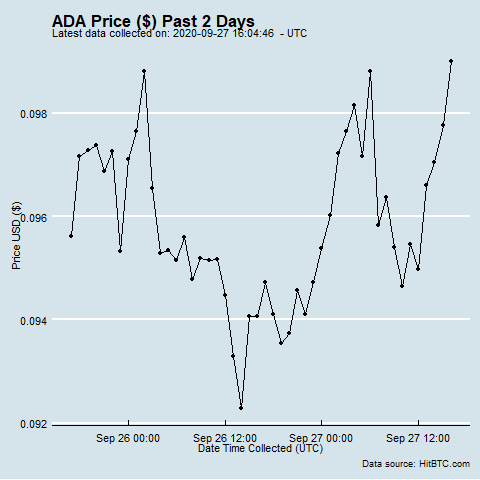 ADA Price ($) Past 2 Days
Latest data collected on: 2020-09-27 16:04:46  - UTC
0.098
0.096
0.094
0.092
Price USD ($)
Sep 26 00:00
Sep 26 12:00
Sep 27 00:00
Sep 27 12:00
Date Time Collected (UTC)
Data source: HitBTC.com